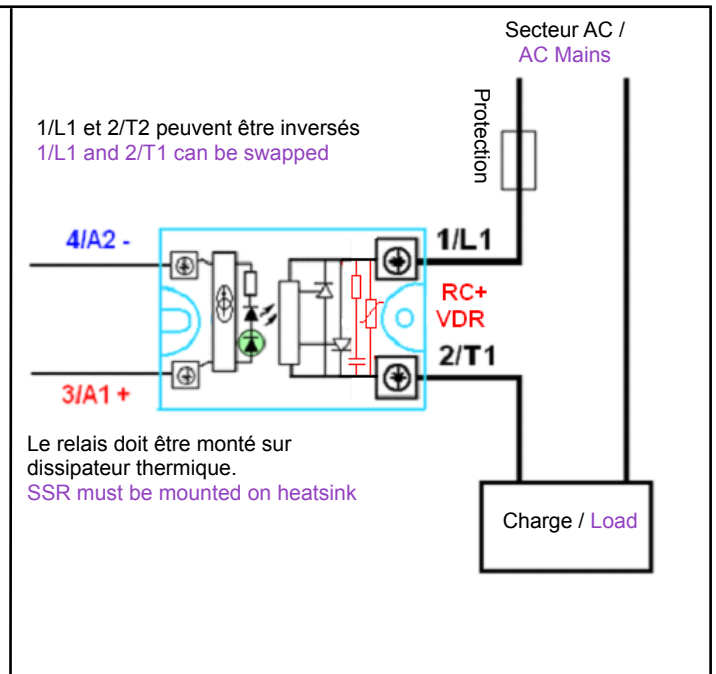 Secteur AC /
AC Mains
Protection
1/L1 et 2/T2 peuvent être inversés
1/L1 and 2/T1 can be swapped
4/A2 -
1/L1
RC+
VDR
2/T1
3/A1 +
Le relais doit être monté sur
dissipateur thermique.
SSR must be mounted on heatsink
Charge / Load